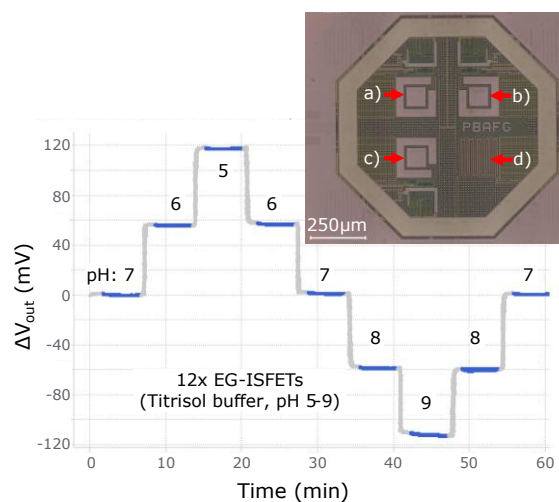 a)
b)
PBAFG
c)
d)
250µm
120
80
40
0
-40
-80
-120
ΔVout (mV)
pH: 7
6
5
6
7
8
9
8
7
12x EG-ISFETs
(Titrisol buffer, pH 5-9)
0
10
20
30
40
50
60
Time (min)